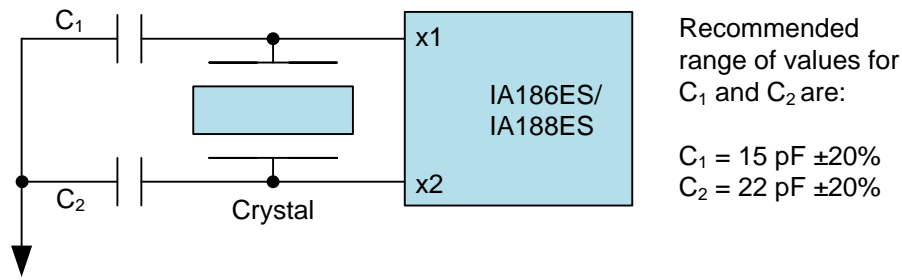 C₁
x1
IA186ES/
IA188ES
x2
C₂
Crystal
Recommended
range of values for
C₁ and C₂ are:
C₁ = 15 pF ±20%
C₂ = 22 pF ±20%